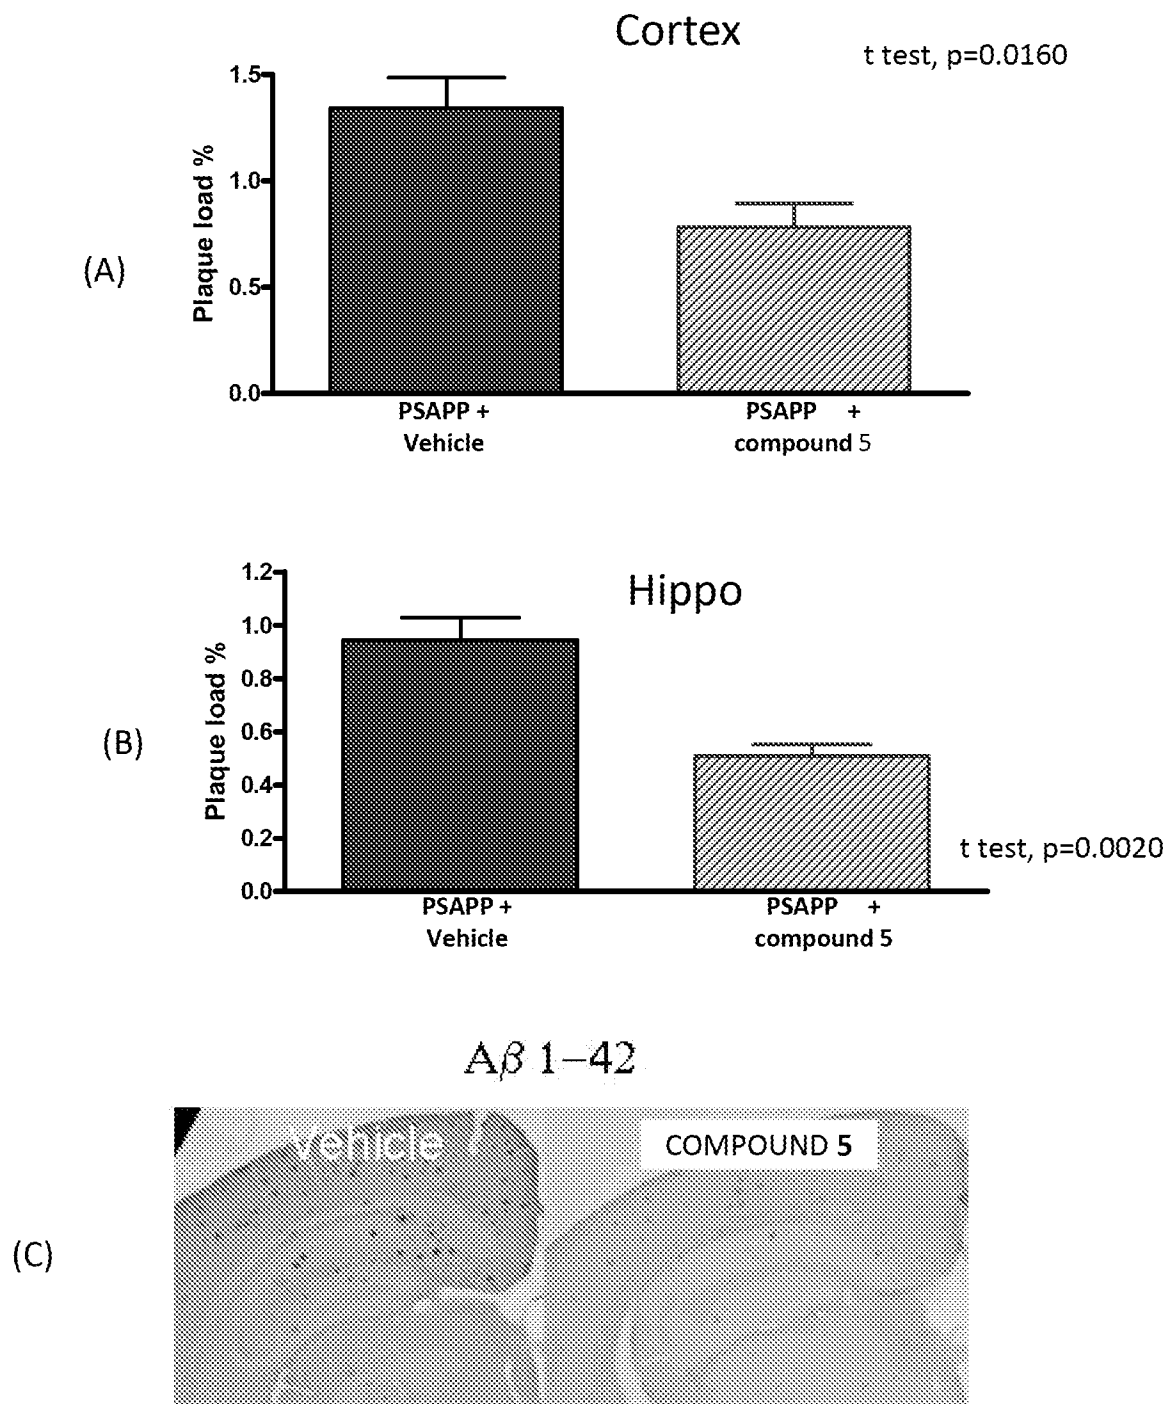 Cortex
t test, p=0.0160
1.5
1.0
0.5
0.0
Plaque load %
(A)
PSAPP +
Vehicle
PSAPP +
compound 5
Hippo
1.2
1.0
0.8
0.6
0.4
0.2
0.0
Plaque load %
(B)
t test, p=0.0020
PSAPP +
Vehicle
PSAPP +
compound 5
Aβ 1–42
Vehicle
COMPOUND 5
(C)